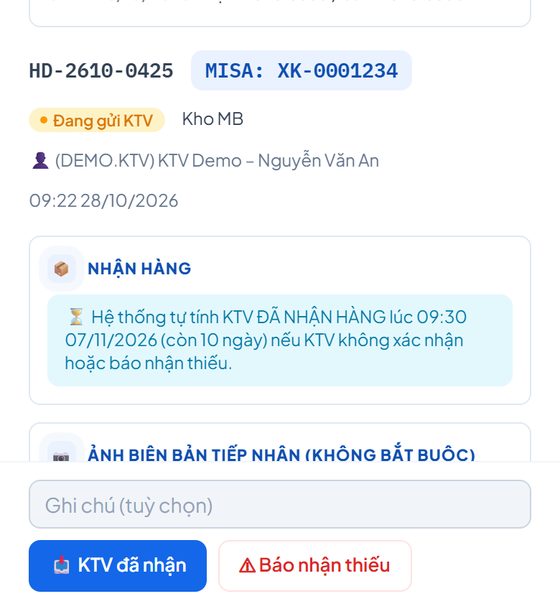 HD-2610-0425 MISA: XK-0001234
Đang gửi KTV Kho MB
(DEMO.KTV) KTV Demo – Nguyễn Văn An
09:22 28/10/2026
NHẬN HÀNG
⏳ Hệ thống tự tính KTV ĐÃ NHẬN HÀNG lúc 09:30
07/11/2026 (còn 10 ngày) nếu KTV không xác nhận
hoặc báo nhận thiếu.
ẢNH BIÊN BẢN TIẾP NHẬN (KHÔNG BẮT BUỘC)
Ghi chú (tuỳ chọn)
KTV đã nhận ⚠ Báo nhận thiếu